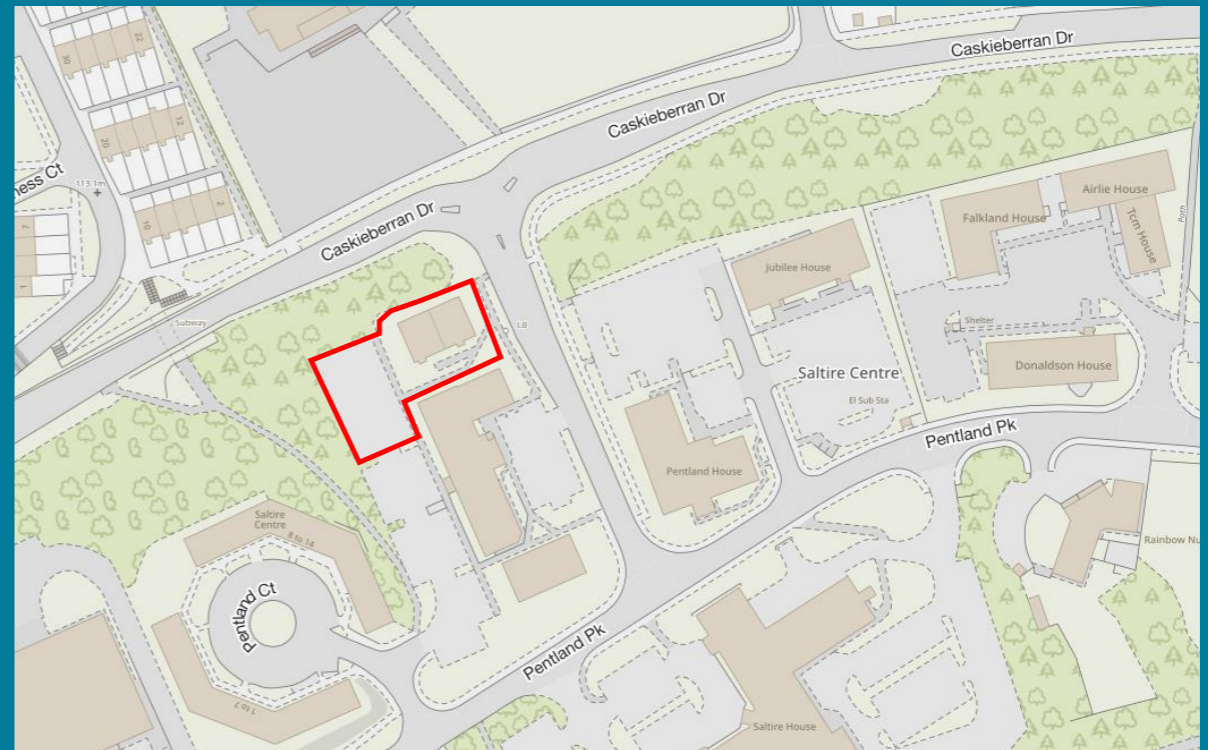 22
30
12
20
2
10
7
1
ness Ct
113.1m
Caskieberran Dr
Caskieberran Dr
Caskieberran Dr
Subway
LB
Airlie House
Falkland House
Tcm House
Path
Jubilee House
Shelter
Saltire Centre
Donaldson House
El Sub Sta
Pentland Pk
Pentland House
Saltire
Centre
8 to 14
Rainbow Nu
Pentland Ct
Pentland Pk
1 to 7
Saltire House